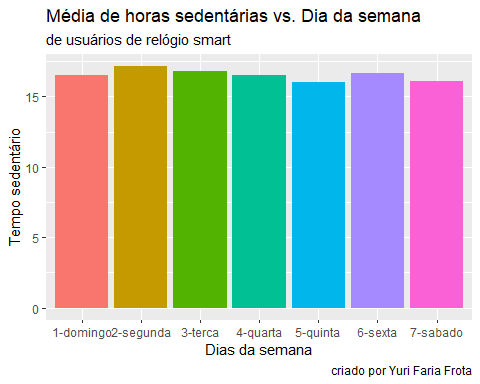 Média de horas sedentárias vs. Dia da semana
de usuários de relógio smart
Tempo sedentário
15
10
5
0
1-domingo 2-segunda 3-terca 4-quarta 5-quinta 6-sexta 7-sabado
Dias da semana
criado por Yuri Faria Frota